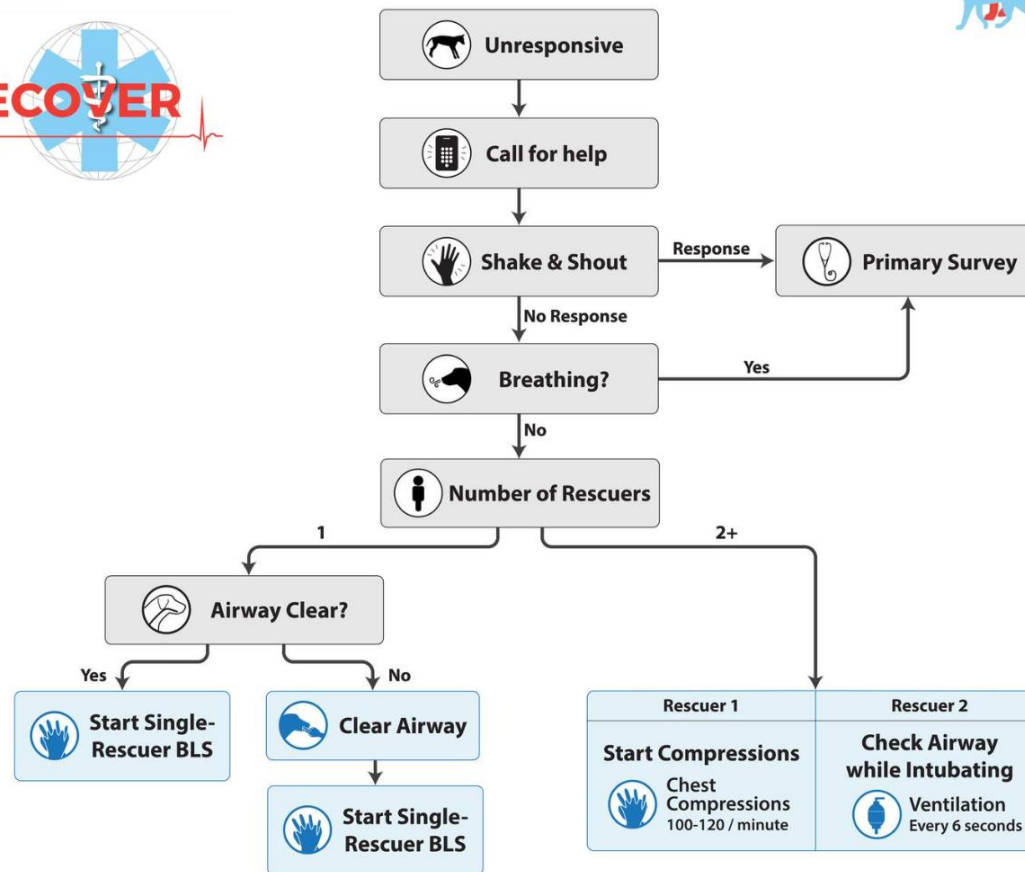 ECOVER
Unresponsive
Call for help
Shake & Shout
Response
Primary Survey
No Response
Breathing?
Yes
No
Number of Rescuers
1
2+
Airway Clear?
Yes
No
Start Single-
Rescuer BLS
Clear Airway
Start Single-
Rescuer BLS
Rescuer 1
Start Compressions
Chest
Compressions
100-120 / minute
Rescuer 2
Check Airway
while Intubating
Ventilation
Every 6 seconds